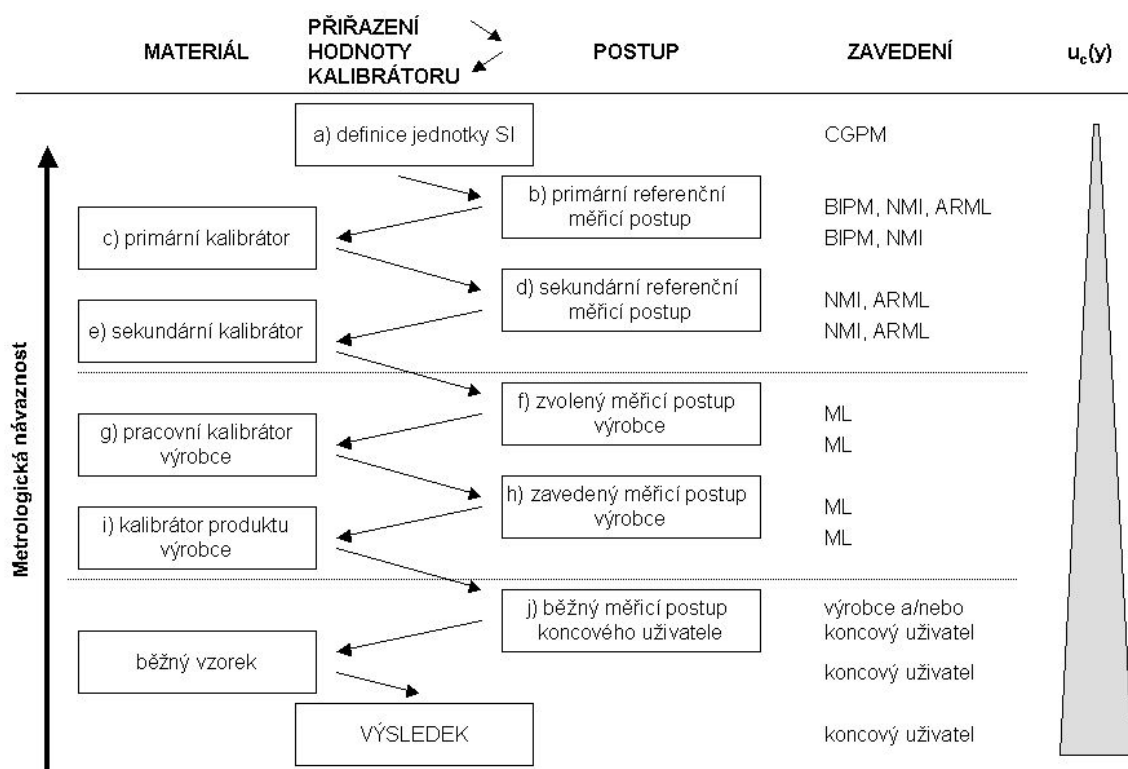 MATERIÁL
PŘIŘAZENÍ
HODNOTY
KALIBRÁTORU
POSTUP
ZAVEDENÍ
uc(y)
a) definice jednotky SI
CGPM
b) primární referenční
měřicí postup
BIPM, NMI, ARML
c) primární kalibrátor
BIPM, NMI
d) sekundární referenční
měřicí postup
NMI, ARML
e) sekundární kalibrátor
NMI, ARML
f) zvolený měřicí postup
výrobce
ML
g) pracovní kalibrátor
výrobce
ML
h) zavedený měřicí postup
výrobce
ML
i) kalibrátor produktu
výrobce
ML
j) běžný měřicí postup
koncového uživatele
výrobce a/nebo
koncový uživatel
běžný vzorek
koncový uživatel
VÝSLEDEK
koncový uživatel
Metrologická návaznost